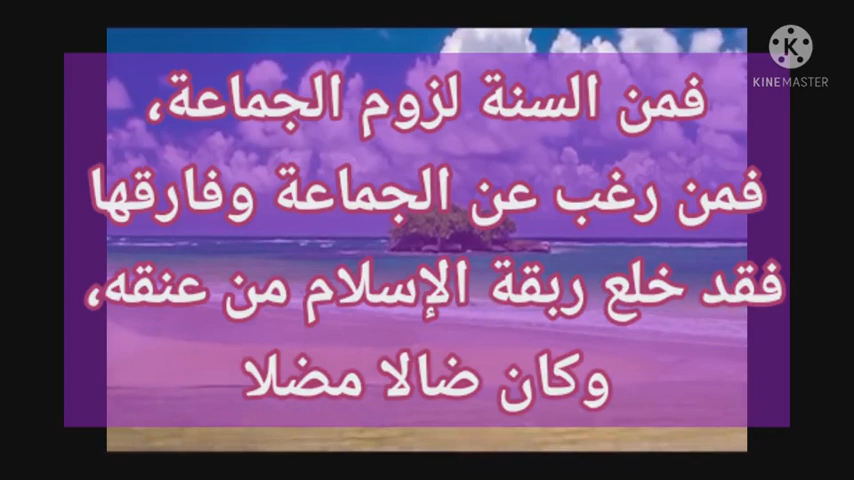 فمن السنة لزوم الجماعة،
فمن رغب عن الجماعة وفارقها
فقد خلع ربقة الإسلام من عنقه،
وكان ضالا مضلا
KINEMASTER